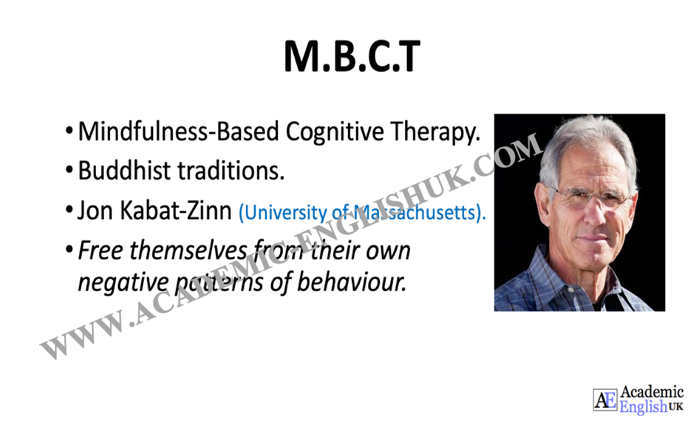 M.B.C.T
• Mindfulness-Based Cognitive Therapy.
• Buddhist traditions.
• Jon Kabat-Zinn (University of Massachusetts).
• Free themselves from their own
negative patterns of behaviour.
WWW.ACADEMIC-ENGLISHUK.COM
AE Academic
English UK